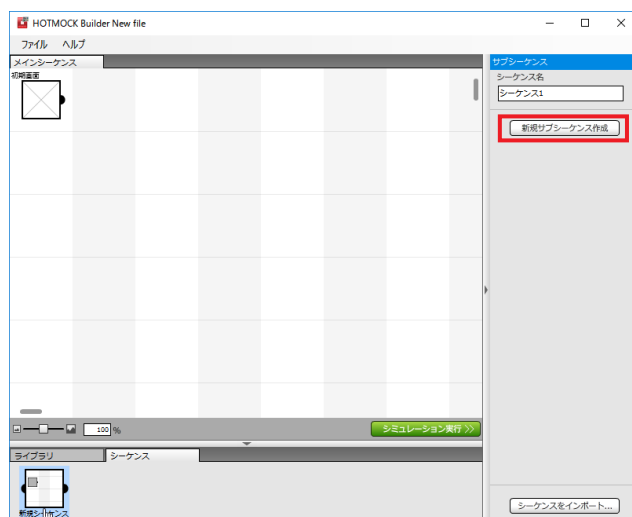 HOTMOCK Builder New file
ファイル ヘルプ
メインシーケンス
初期画面
サブシーケンス
シーケンス名
シーケンス1
新規サブシーケンス作成
100 %
シミュレーション実行
ライブラリ シーケンス
シーケンスをインポート...